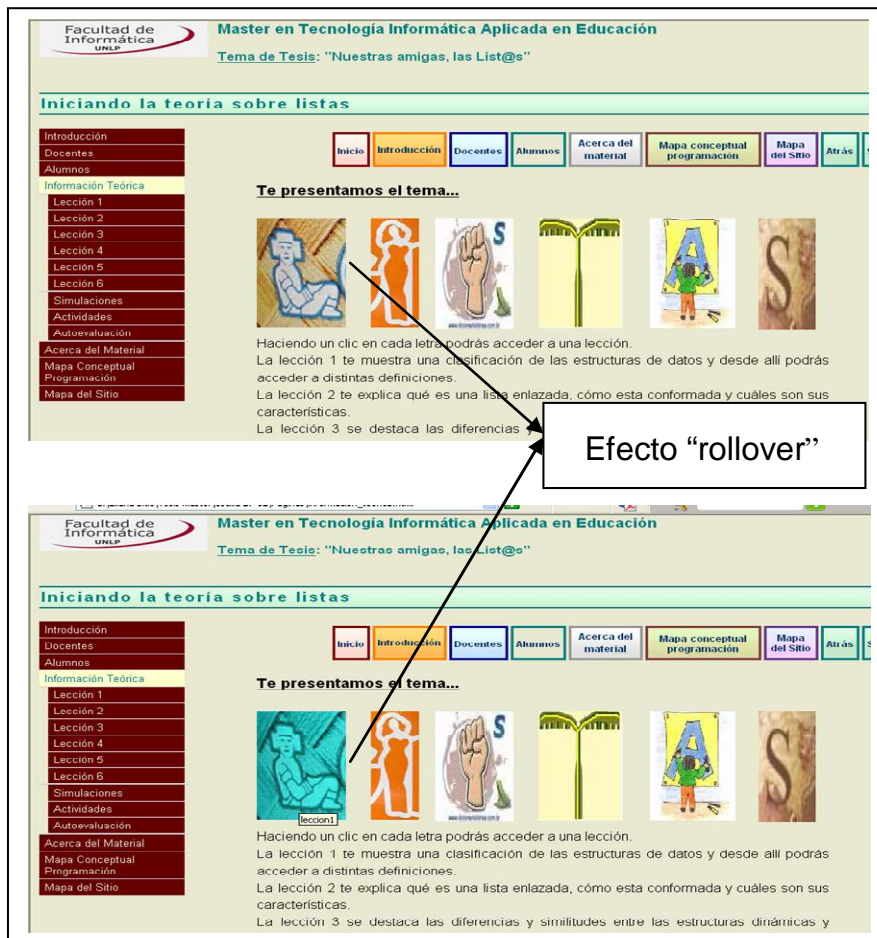 Facultad de
Informática
UNLP
Master en Tecnología Informática Aplicada en Educación
Tema de Tesis: "Nuestras amigas, las List@s"
Iniciando la teoría sobre listas
Introducción
Docentes
Alumnos
Información Teórica
Lección 1
Lección 2
Lección 3
Lección 4
Lección 5
Lección 6
Simulaciones
Actividades
Autoevaluación
Acerca del Material
Mapa Conceptual
Programación
Mapa del Sitio
Inicio Introducción Docentes Alumnos Acerca del material Mapa conceptual programación Mapa del Sitio Atrás S
Te presentamos el tema...
S
A
S
Haciendo un clic en cada letra podrás acceder a una lección.
La lección 1 te muestra una clasificación de las estructuras de datos y desde allí podrás
acceder a distintas definiciones.
La lección 2 te explica qué es una lista enlazada, cómo esta conformada y cuáles son sus
características.
La lección 3 se destaca las diferencias y
Efecto “rollover”
Facultad de
Informática
UNLP
Master en Tecnología Informática Aplicada en Educación
Tema de Tesis: "Nuestras amigas, las List@s"
Iniciando la teoría sobre listas
Introducción
Docentes
Alumnos
Información Teórica
Lección 1
Lección 2
Lección 3
Lección 4
Lección 5
Lección 6
Simulaciones
Actividades
Autoevaluación
Acerca del Material
Mapa Conceptual
Programación
Mapa del Sitio
Inicio Introducción Docentes Alumnos Acerca del material Mapa conceptual programación Mapa del Sitio Atrás S
Te presentamos el tema...
S
A
S
leccion1
Haciendo un clic en cada letra podrás acceder a una lección.
La lección 1 te muestra una clasificación de las estructuras de datos y desde allí podrás
acceder a distintas definiciones.
La lección 2 te explica qué es una lista enlazada, cómo esta conformada y cuáles son sus
características.
La lección 3 se destaca las diferencias y similitudes entre las estructuras dinámicas y